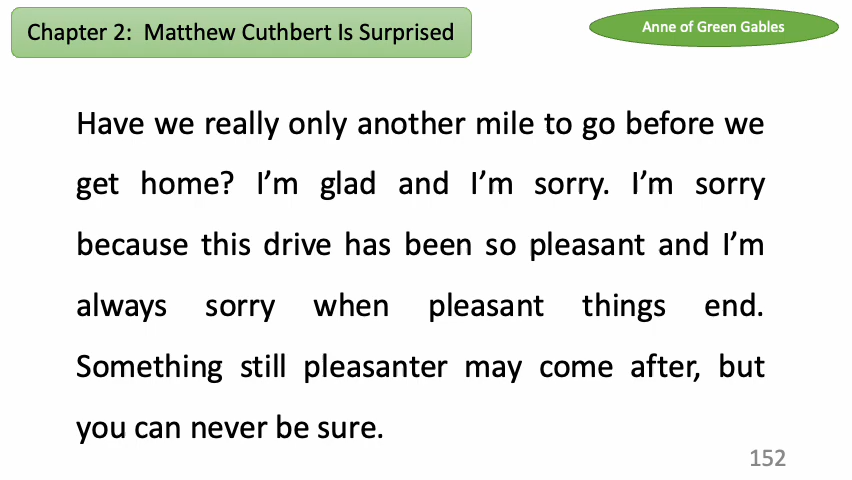 Chapter 2:  Matthew Cuthbert Is Surprised
Anne of Green Gables
Have we really only another mile to go before we
get home? I’m glad and I’m sorry. I’m sorry
because this drive has been so pleasant and I’m
always sorry when pleasant things end.
Something still pleasanter may come after, but
you can never be sure.
152